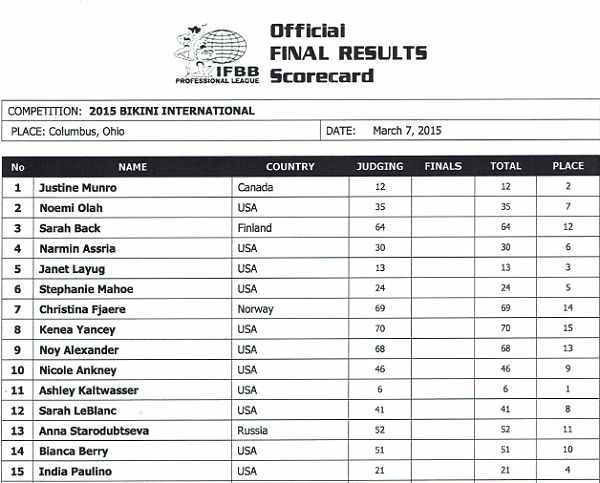 Official
FINAL RESULTS
Scorecard
IFBB
PROFESSIONAL LEAGUE
COMPETITION: 2015 BIKINI INTERNATIONAL
PLACE: Columbus, Ohio DATE: March 7, 2015
No NAME COUNTRY JUDGING FINALS TOTAL PLACE
1 Justine Munro Canada 12 12 2
2 Noemi Olah USA 35 35 7
3 Sarah Back Finland 64 64 12
4 Narmin Assria USA 30 30 6
5 Janet Layug USA 13 13 3
6 Stephanie Mahoe USA 24 24 5
7 Christina Fjaere Norway 69 69 14
8 Kenea Yancey USA 70 70 15
9 Noy Alexander USA 68 68 13
10 Nicole Ankney USA 46 46 9
11 Ashley Kaltwasser USA 6 6 1
12 Sarah LeBlanc USA 41 41 8
13 Anna Starodubtseva Russia 52 52 11
14 Bianca Berry USA 51 51 10
15 India Paulino USA 21 21 4